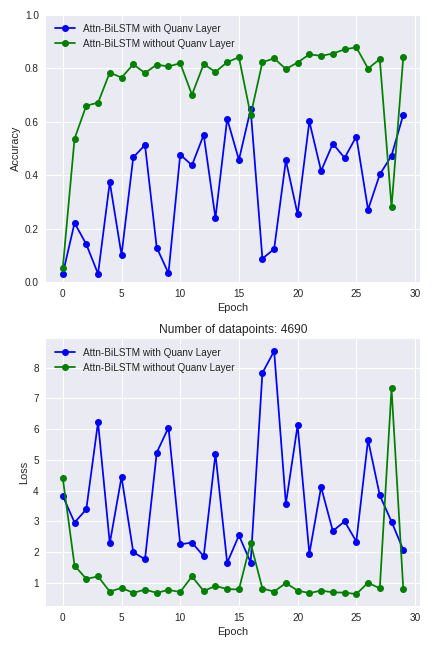 1.0
0.8
0.6
0.4
0.2
0.0
Accuracy
Attn-BiLSTM with Quanv Layer
Attn-BiLSTM without Quanv Layer
0 5 10 15 20 25 30
Epoch
Number of datapoints: 4690
8
7
6
5
4
3
2
1
Loss
Attn-BiLSTM with Quanv Layer
Attn-BiLSTM without Quanv Layer
0 5 10 15 20 25 30
Epoch